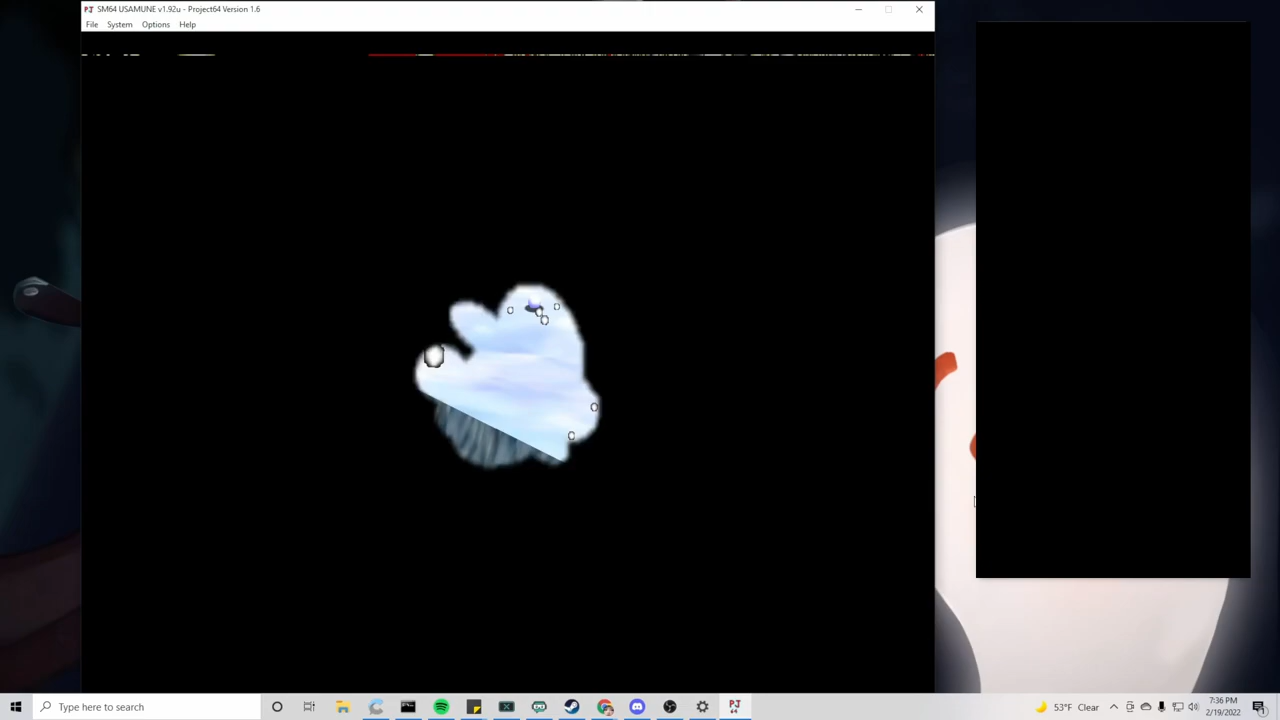 SM64 USAMUNE v1.92u - Project64 Version 1.6
File System Options Help
Type here to search
53°F Clear
7:36 PM
2/19/2022